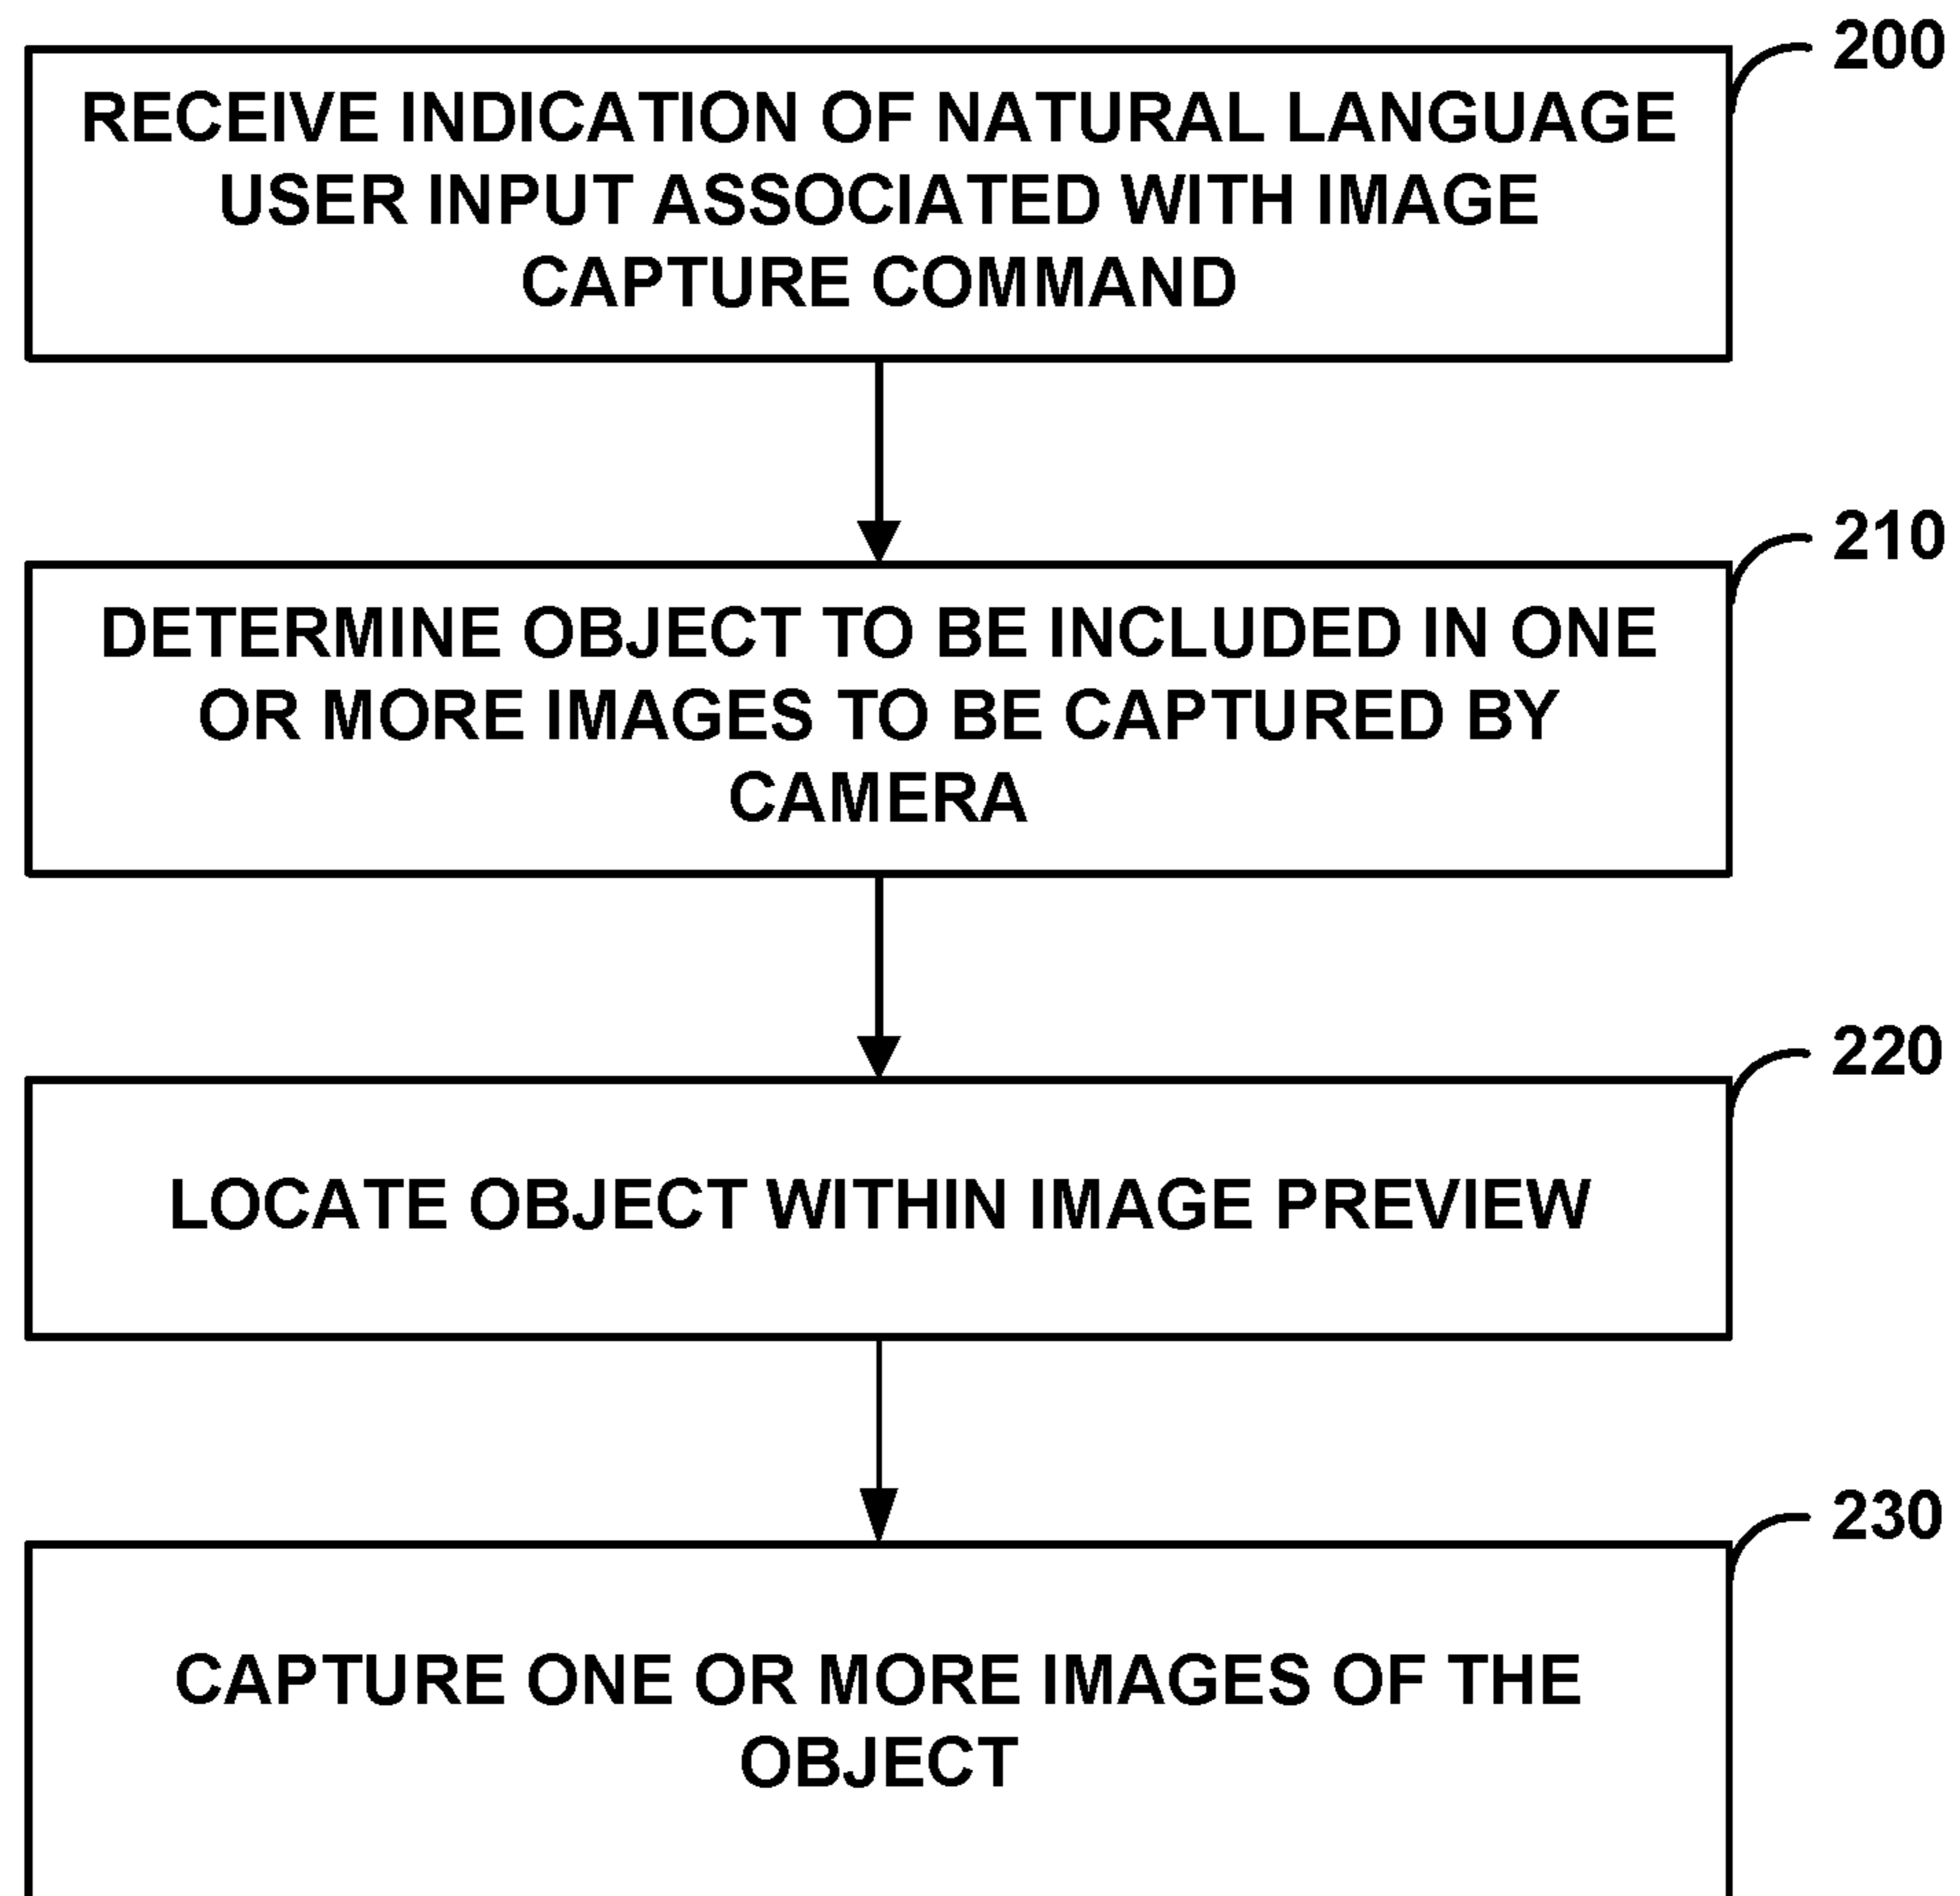 200
RECEIVE INDICATION OF NATURAL LANGUAGE
USER INPUT ASSOCIATED WITH IMAGE
CAPTURE COMMAND
210
DETERMINE OBJECT TO BE INCLUDED IN ONE
OR MORE IMAGES TO BE CAPTURED BY
CAMERA
220
LOCATE OBJECT WITHIN IMAGE PREVIEW
230
CAPTURE ONE OR MORE IMAGES OF THE
OBJECT